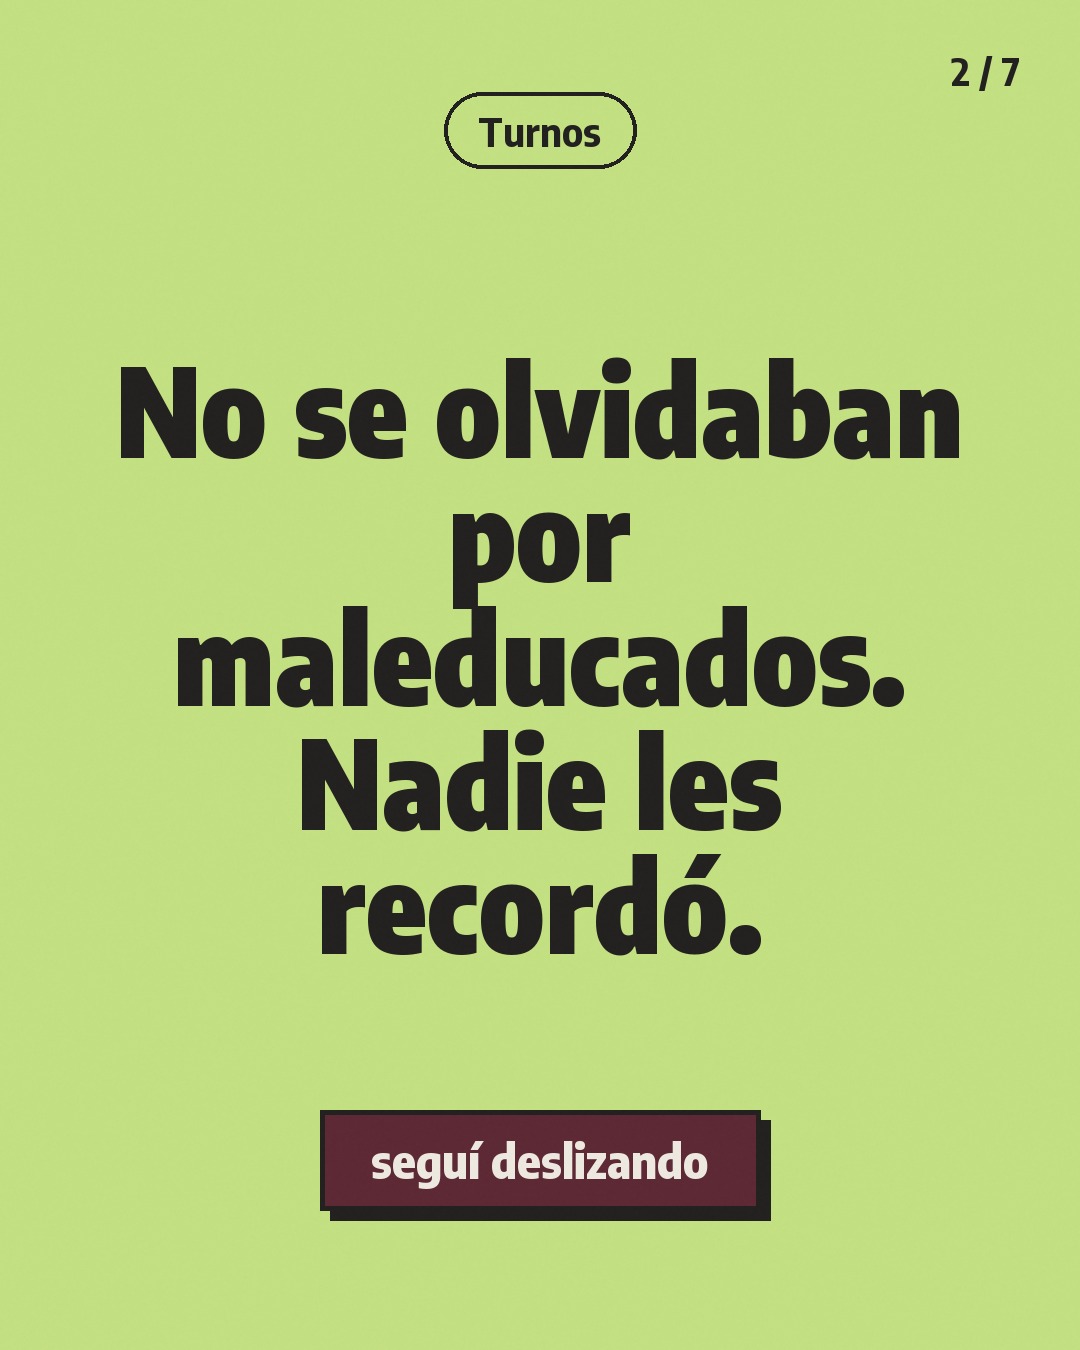 2 / 7
Turnos
No se olvidaban
por
maleducados.
Nadie les
recordó.
seguí deslizando